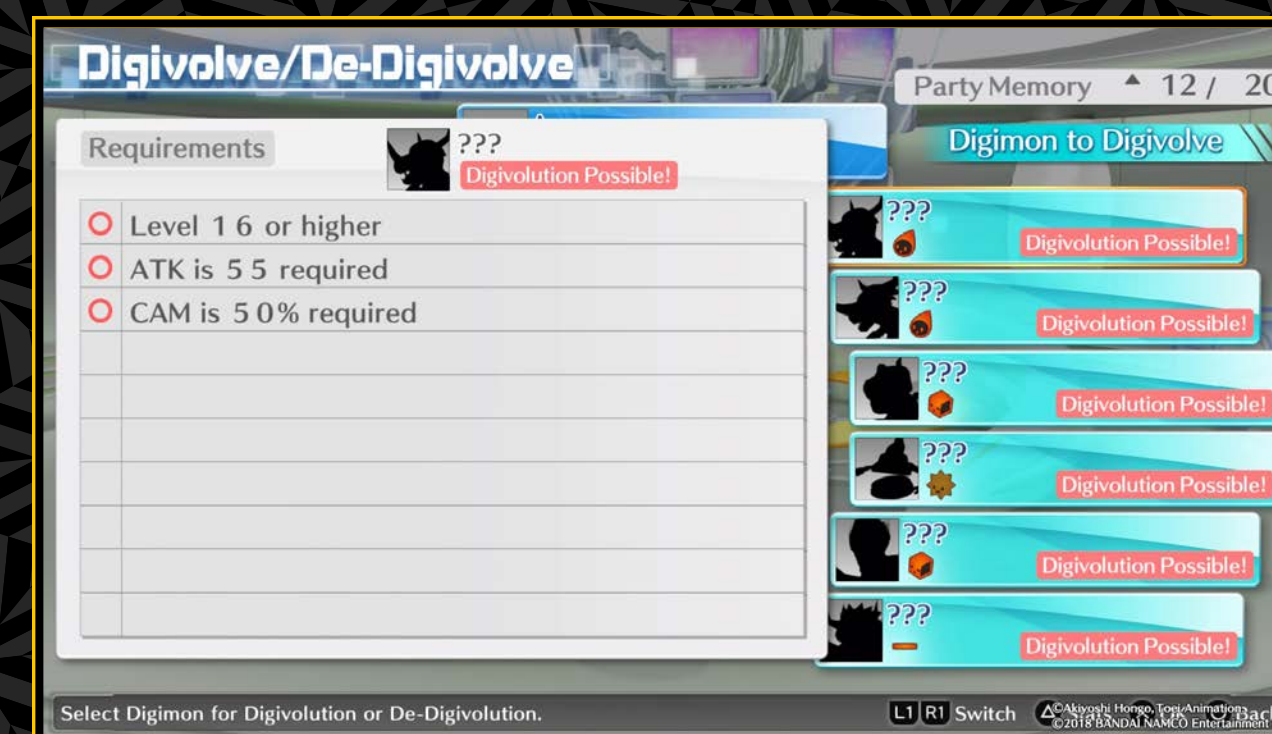 Digivolve/De-Digivolve
Party Memory ▲ 12 / 20
Requirements
???
Digivolution Possible!
Level 16 or higher
ATK is 55 required
CAM is 50% required
Digimon to Digivolve
???
Digivolution Possible!
???
Digivolution Possible!
???
Digivolution Possible!
???
Digivolution Possible!
???
Digivolution Possible!
???
Digivolution Possible!
Select Digimon for Digivolution or De-Digivolution.
L1 R1 Switch
Back
©Akiyoshi Hongo, Toei Animation
©2018 BANDAI NAMCO Entertainment